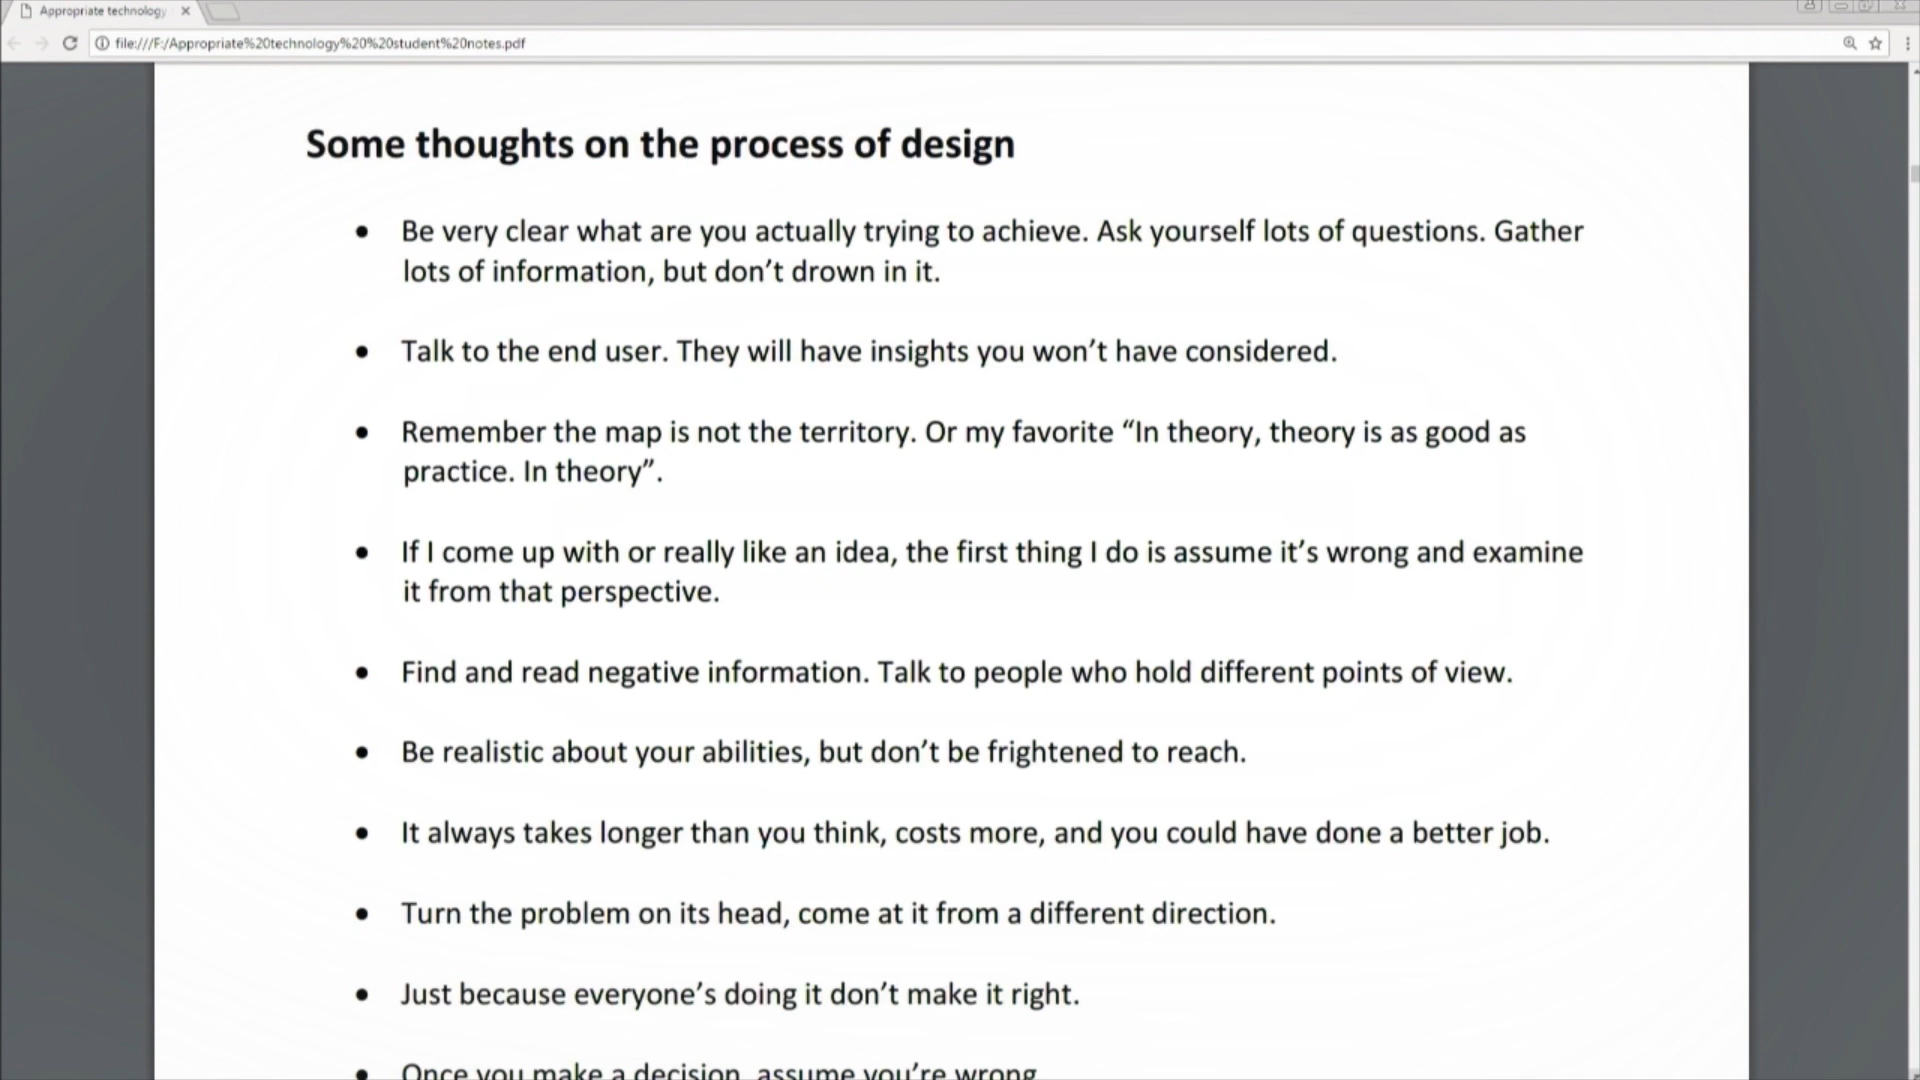 Appropriate technology
file:///F:/Appropriate%20technology%20%20student%20notes.pdf
Some thoughts on the process of design
• Be very clear what are you actually trying to achieve. Ask yourself lots of questions. Gather
lots of information, but don’t drown in it.
• Talk to the end user. They will have insights you won’t have considered.
• Remember the map is not the territory. Or my favorite “In theory, theory is as good as
practice. In theory”.
• If I come up with or really like an idea, the first thing I do is assume it’s wrong and examine
it from that perspective.
• Find and read negative information. Talk to people who hold different points of view.
• Be realistic about your abilities, but don’t be frightened to reach.
• It always takes longer than you think, costs more, and you could have done a better job.
• Turn the problem on its head, come at it from a different direction.
• Just because everyone’s doing it don’t make it right.
• Once you make a decision, assume you’re wrong